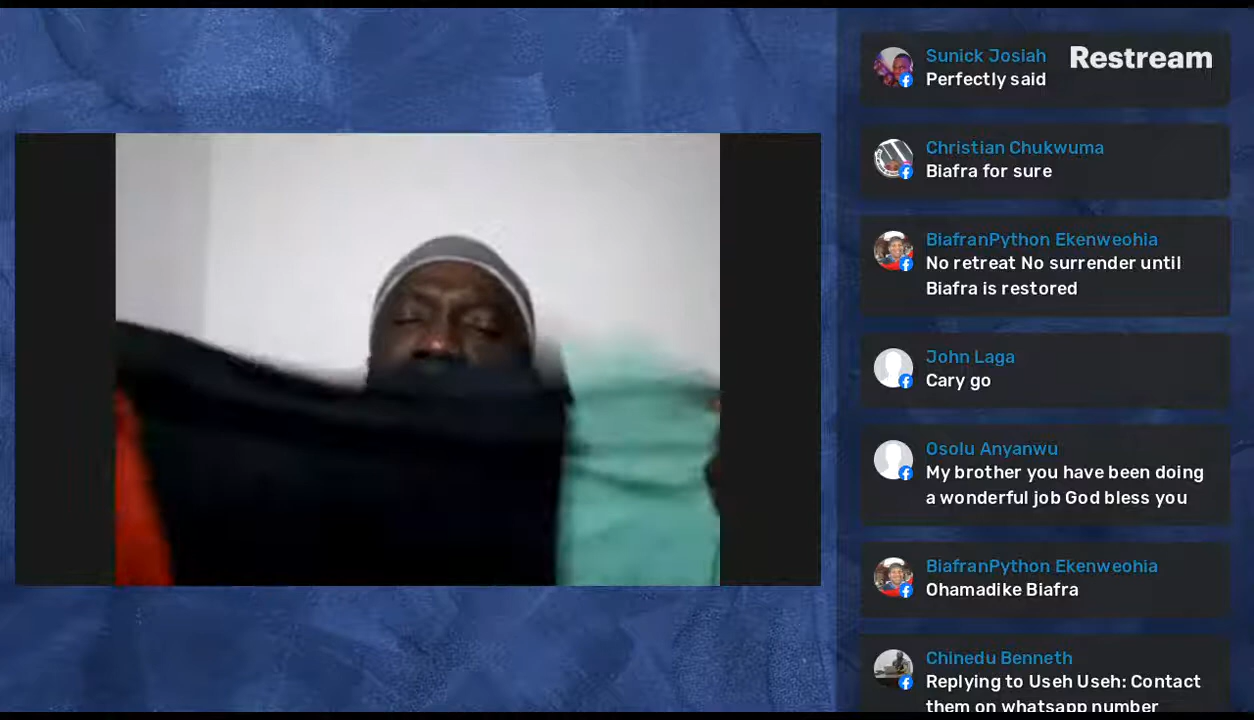 Restream
Sunick Josiah
Perfectly said
Christian Chukwuma
Biafra for sure
BiafranPython Ekenweohia
No retreat No surrender until
Biafra is restored
John Laga
Cary go
Osolu Anyanwu
My brother you have been doing
a wonderful job God bless you
BiafranPython Ekenweohia
Ohamadike Biafra
Chinedu Benneth
Replying to Useh Useh: Contact
them on whatsapp number